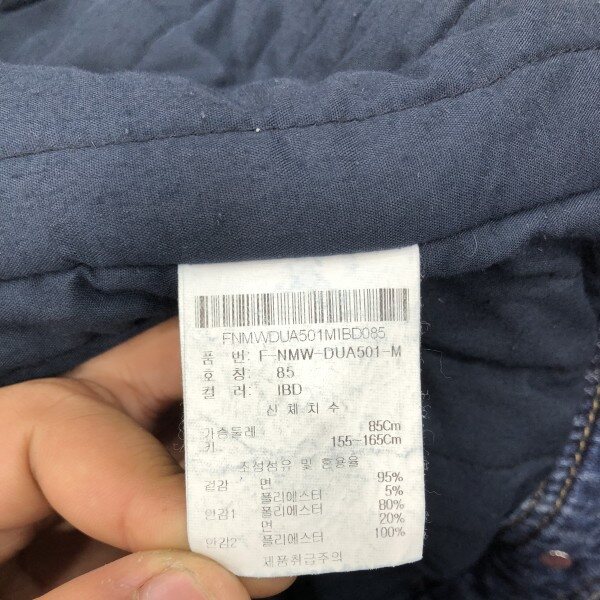 FNMWDUA501MIBD085
품 번: F-NMW-DUA501-M
호 칭: 85
컬 러: IBD
신 체 치 수
가슴둘레 85Cm
키 155-165Cm
조성섬유 및 혼용율
겉감 면 95%
폴리에스터 5%
안감1 폴리에스터 80%
면 20%
안감2 폴리에스터 100%
제품취급주의